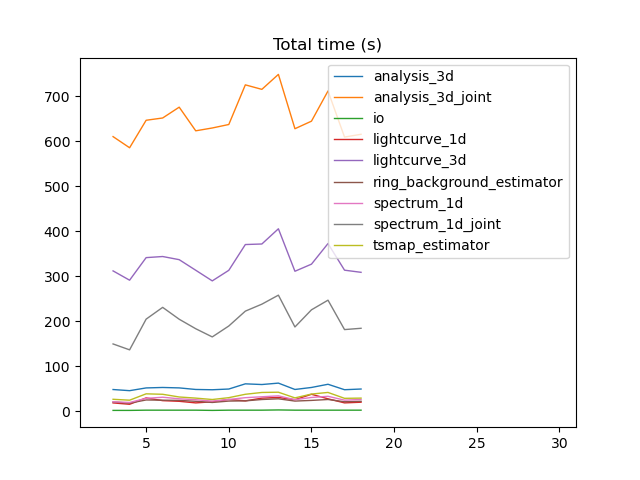 Total time (s)
analysis_3d
analysis_3d_joint
io
lightcurve_1d
lightcurve_3d
ring_background_estimator
spectrum_1d
spectrum_1d_joint
tsmap_estimator
700
600
500
400
300
200
100
0
5 10 15 20 25 30